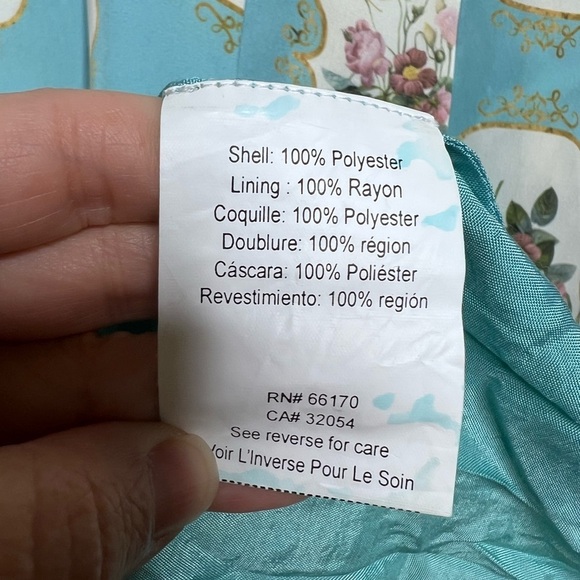 Shell: 100% Polyester
Lining : 100% Rayon
Coquille: 100% Polyester
Doublure: 100% région
Cáscara: 100% Poliéster
Revestimiento: 100% región
RN# 66170
CA# 32054
See reverse for care
Voir L'Inverse Pour Le Soin